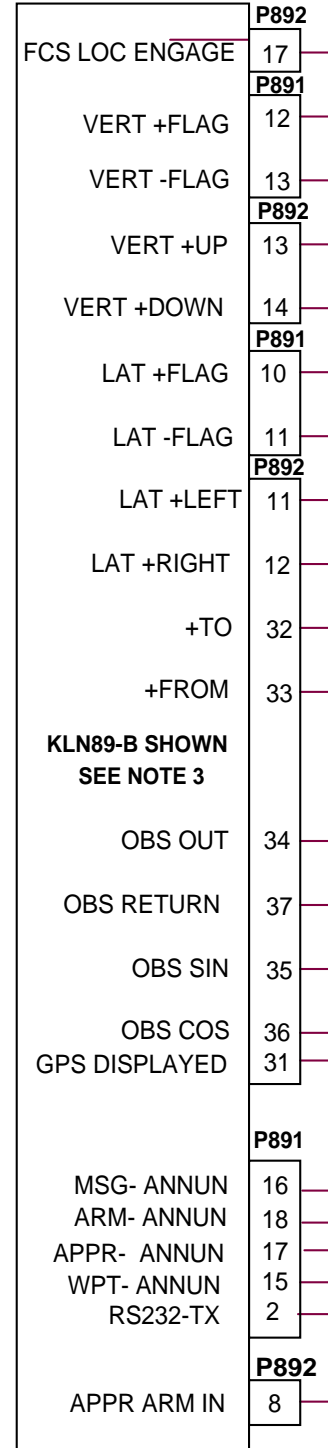 P892
FCS LOC ENGAGE 17
P891
VERT +FLAG 12
VERT -FLAG 13
P892
VERT +UP 13
VERT +DOWN 14
P891
LAT +FLAG 10
LAT -FLAG 11
P892
LAT +LEFT 11
LAT +RIGHT 12
+TO 32
+FROM 33
KLN89-B SHOWN
SEE NOTE 3
OBS OUT 34
OBS RETURN 37
OBS SIN 35
OBS COS 36
GPS DISPLAYED 31
P891
MSG- ANNUN 16
ARM- ANNUN 18
APPR- ANNUN 17
WPT- ANNUN 15
RS232-TX 2
P892
APPR ARM IN 8